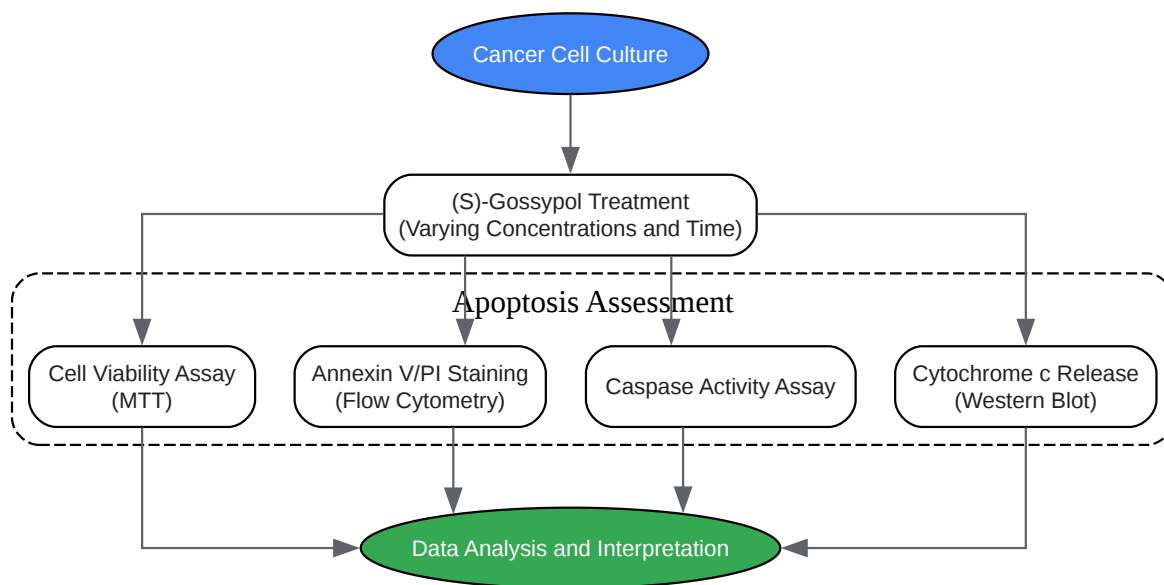 Cancer Cell Culture
(S)-Gossypol Treatment
(Varying Concentrations and Time)
Apoptosis Assessment
Cell Viability Assay
(MTT)
Annexin V/PI Staining
(Flow Cytometry)
Caspase Activity Assay
Cytochrome c Release
(Western Blot)
Data Analysis and Interpretation